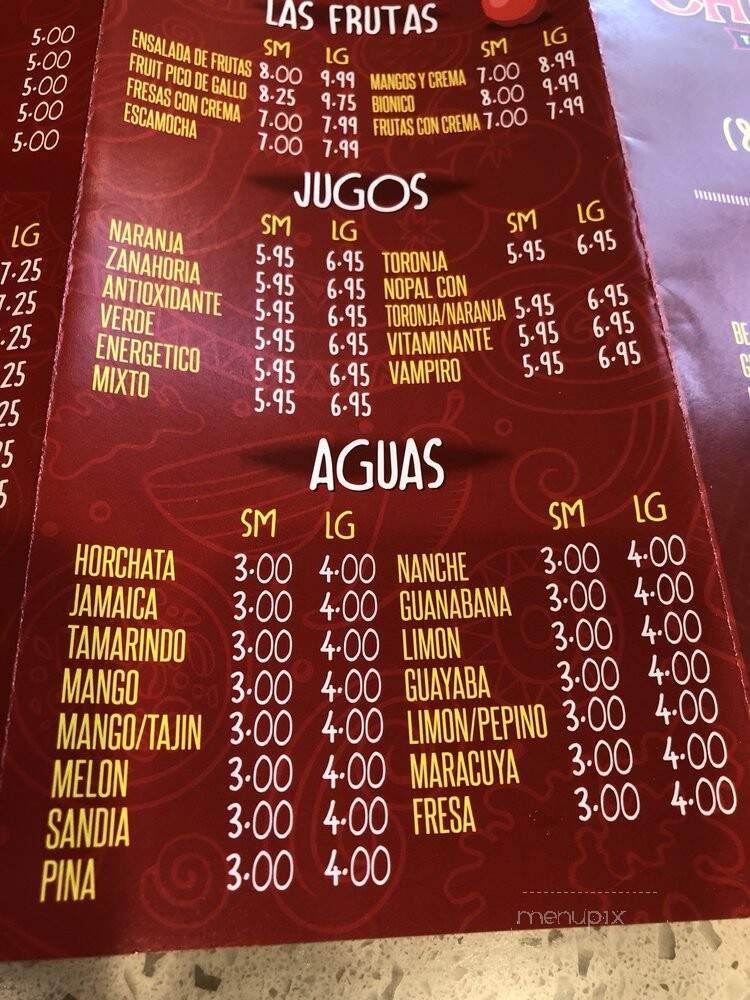 5.00
5.00
5.00
5.00
5.00
LG
7.25
7.25
.25
25
25
5
5
LAS FRUTAS
SM LG SM LG
ENSALADA DE FRUTAS 8.00 9.99 MANGOS Y CREMA 7.00 8.99
FRUIT PICO DE GALLO 8.25 9.75 BIONICO 8.00 9.99
FRESAS CON CREMA 7.00 7.99 FRUTAS CON CREMA 7.00 7.99
ESCAMOCHA 7.00 7.99
JUGOS
SM LG SM LG
NARANJA 5.95 6.95 TORONJA 5.95 6.95
ZANAHORIA 5.95 6.95 NOPAL CON
ANTIOXIDANTE 5.95 6.95 TORONJA/NARANJA 5.95 6.95
VERDE 5.95 6.95 VITAMINANTE 5.95 6.95
ENERGETICO 5.95 6.95 VAMPIRO 5.95 6.95
MIXTO 5.95 6.95
AGUAS
SM LG SM LG
HORCHATA 3.00 4.00 NANCHE 3.00 4.00
JAMAICA 3.00 4.00 GUANABANA 3.00 4.00
TAMARINDO 3.00 4.00 LIMON 3.00 4.00
MANGO 3.00 4.00 GUAYABA 3.00 4.00
MANGO/TAJIN 3.00 4.00 LIMON/PEPINO 3.00 4.00
MELON 3.00 4.00 MARACUYA 3.00 4.00
SANDIA 3.00 4.00 FRESA 3.00 4.00
PINA 3.00 4.00
CH
T
(8
BE
G
menupix